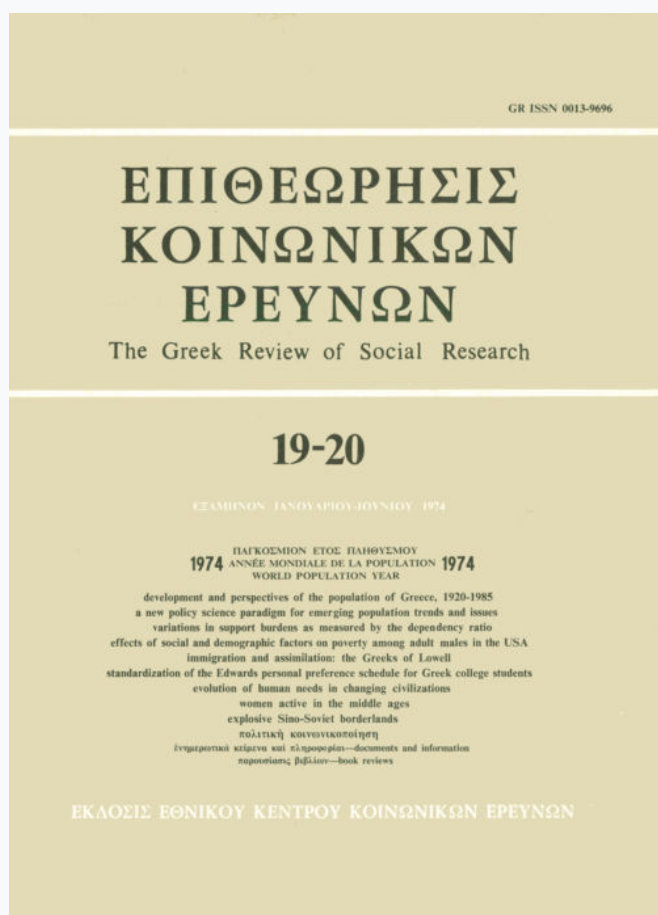 GR ISSN 0013-9696
ΕΠΙΘΕΩΡΗΣΙΣ
ΚΟΙΝΩΝΙΚΩΝ
ΕΡΕΥΝΩΝ
The Greek Review of Social Research
19-20
ΕΞΑΜΗΝΟΝ ΙΑΝΟΥΑΡΙΟΥ-ΙΟΥΝΙΟΥ 1974
ΠΑΓΚΟΣΜΙΟΝ ΕΤΟΣ ΠΛΗΘΥΣΜΟΥ
1974 ANNÉE MONDIALE DE LA POPULATION 1974
WORLD POPULATION YEAR
development and perspectives of the population of Greece, 1920-1985
a new policy science paradigm for emerging population trends and issues
variations in support burdens as measured by the dependency ratio
effects of social and demographic factors on poverty among adult males in the USA
immigration and assimilation: the Greeks of Lowell
standardization of the Edwards personal preference schedule for Greek college students
evolution of human needs in changing civilizations
women active in the middle ages
explosive Sino-Soviet borderlands
πολιτικὴ κοινωνικοποίηση
ἐνημερωτικὰ κείμενα καὶ πληροφορίαι—documents and information
παρουσίασις βιβλίων—book reviews
ΕΚΔΟΣΙΣ ΕΘΝΙΚΟΥ ΚΕΝΤΡΟΥ ΚΟΙΝΩΝΙΚΩΝ ΕΡΕΥΝΩΝ